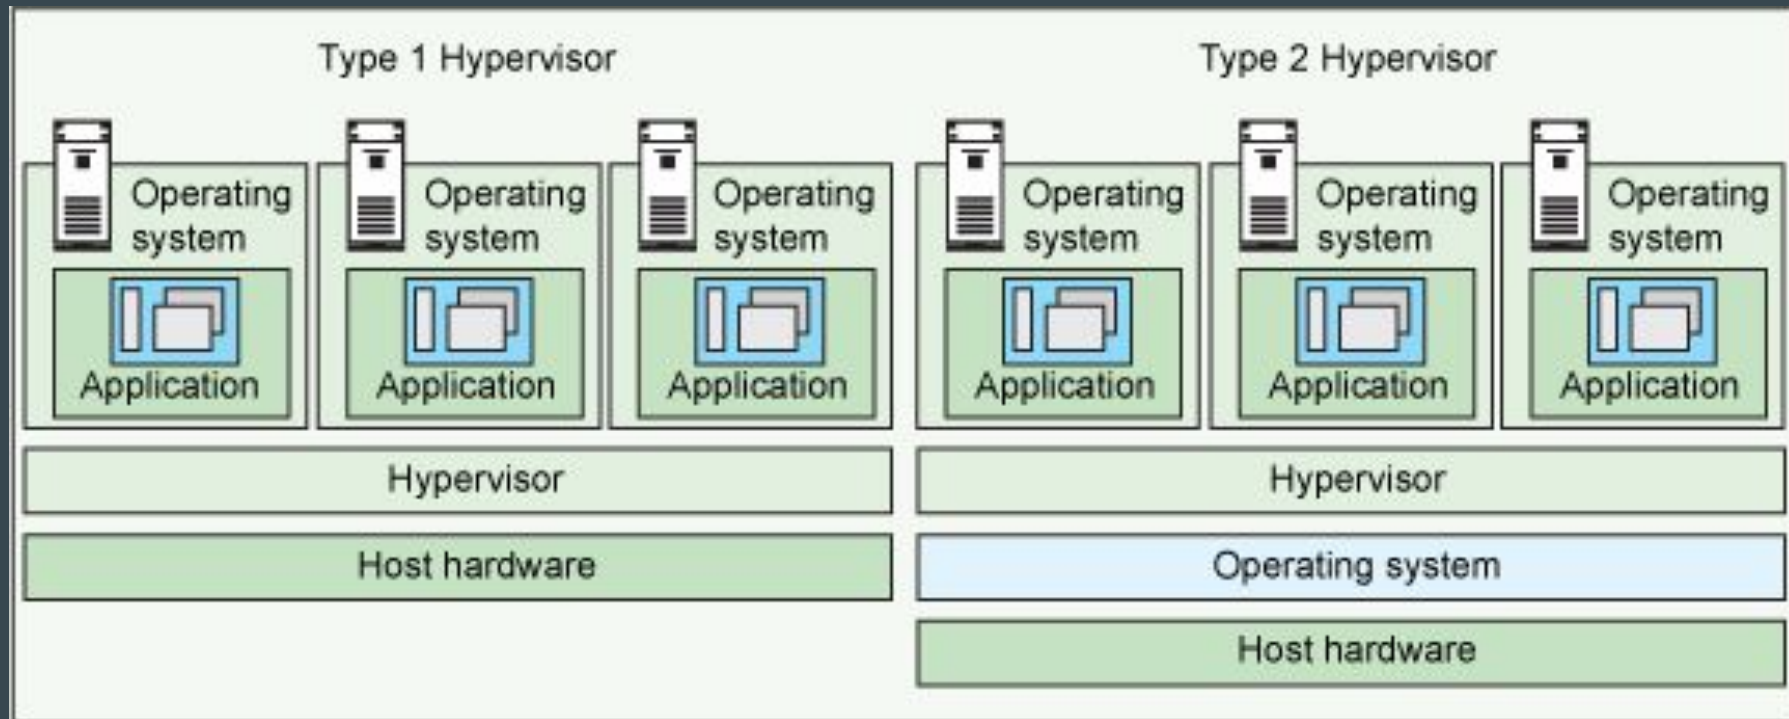 Type 1 Hypervisor
Operating
system
Application
Operating
system
Application
Operating
system
Application
Hypervisor
Host hardware
Type 2 Hypervisor
Operating
system
Application
Operating
system
Application
Operating
system
Application
Hypervisor
Operating system
Host hardware